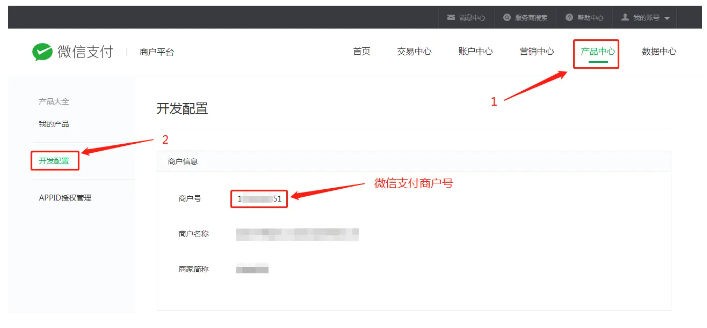 消息中心 服务商搜索 帮助中心 我的账号
微信支付 商户平台 首页 交易中心 账户中心 营销中心 产品中心 数据中心
1
产品大全
我的产品
开发配置
2
APPID授权管理
开发配置
商户信息
商户号 1 51
微信支付商户号
商户名称
商家简称